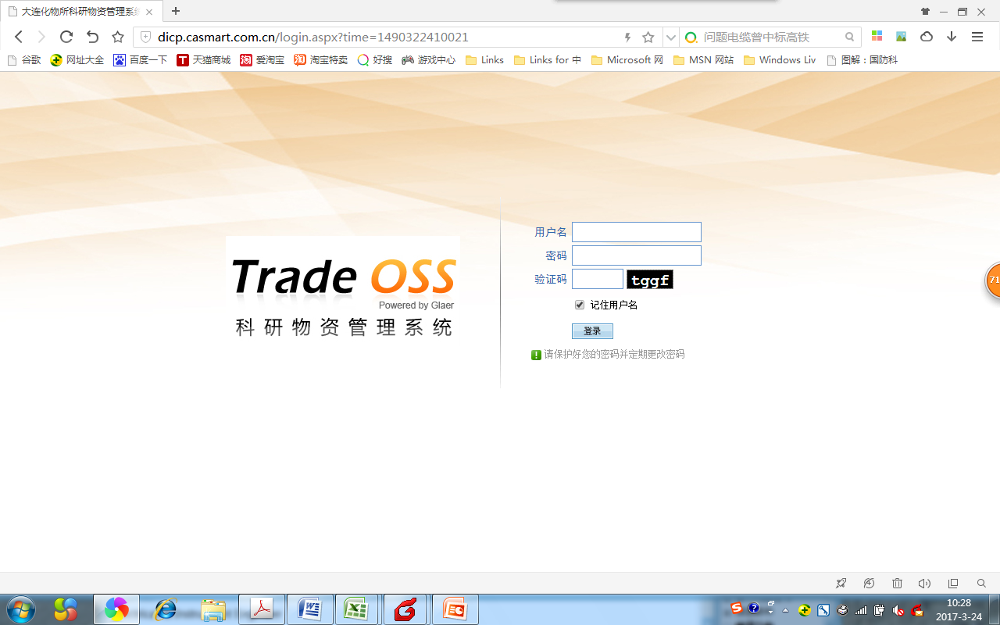 大连化物所科研物资管理系统
dicp.casmart.com.cn/login.aspx?time=1490322410021
问题电缆曾中标高铁
谷歌 网址大全 百度一下 天猫商城 爱淘宝 淘宝特卖 好搜 游戏中心 Links Links for 中 Microsoft 网 MSN 网站 Windows Liv 图解：国防科
Trade OSS
Powered by Glaer
科研物资管理系统
用户名
密码
验证码 tggf
记住用户名
登录
请保护好您的密码并定期更改密码
71
10:28
2017-3-24